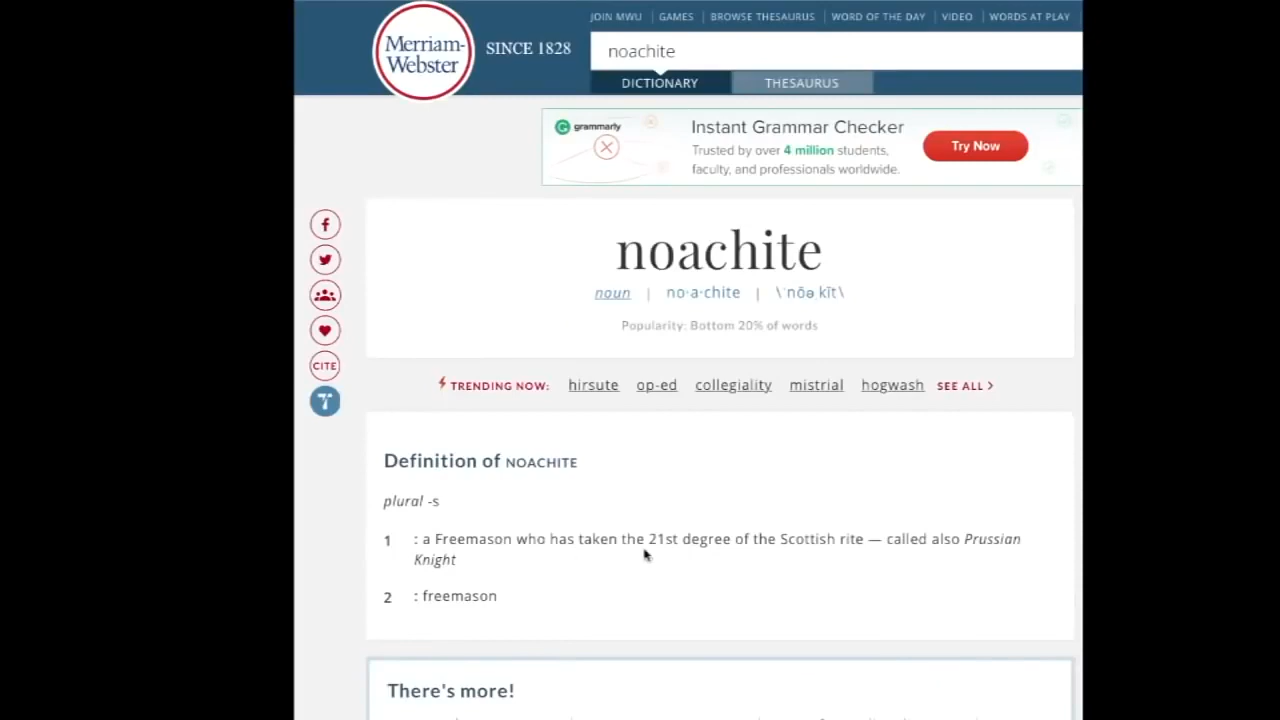 JOIN MWU | GAMES | BROWSE THESAURUS | WORD OF THE DAY | VIDEO | WORDS AT PLAY
Merriam-
Webster
SINCE 1828
noachite
DICTIONARY
THESAURUS
grammarly
Instant Grammar Checker
Trusted by over 4 million students,
faculty, and professionals worldwide.
Try Now
noachite
noun | no·a·chite | \ˈnōəˌkīt\
Popularity: Bottom 20% of words
CITE
TRENDING NOW: hirsute op-ed collegiality mistrial hogwash SEE ALL >
Definition of NOACHITE
plural -s
1 : a Freemason who has taken the 21st degree of the Scottish rite — called also Prussian
Knight
2 : freemason
There's more!